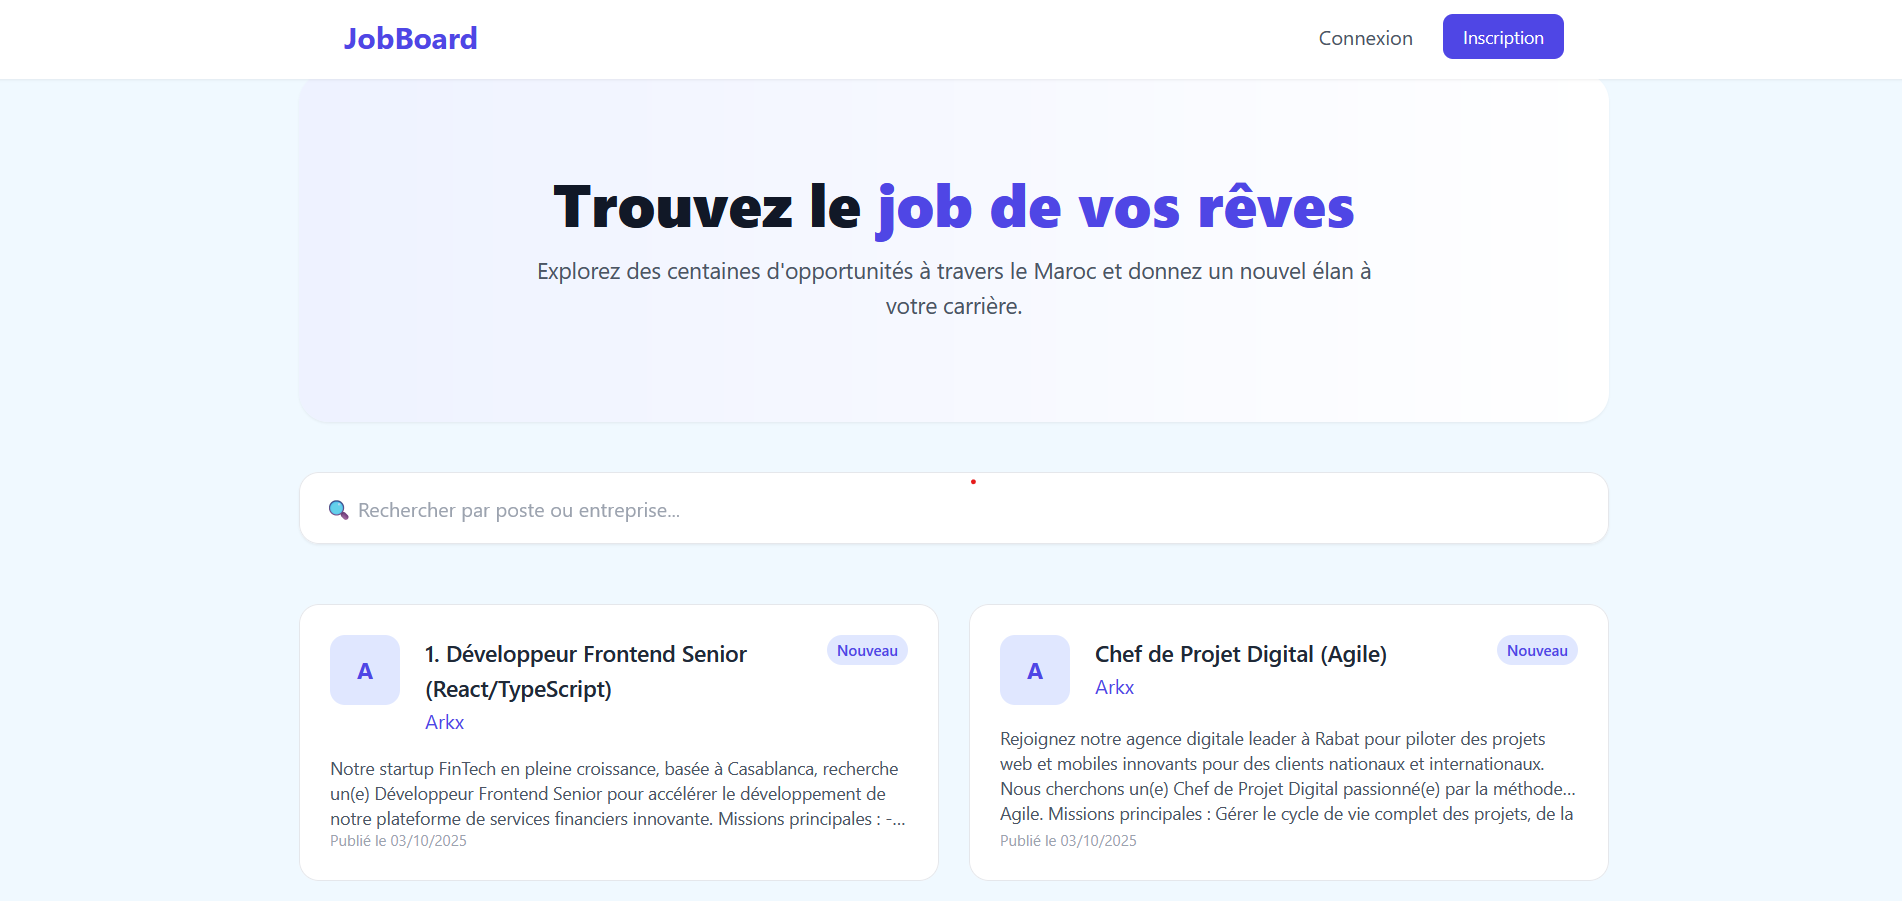 JobBoard
Connexion
Inscription
Trouvez le job de vos rêves
Explorez des centaines d'opportunités à travers le Maroc et donnez un nouvel élan à
votre carrière.
Rechercher par poste ou entreprise...
A
1. Développeur Frontend Senior
(React/TypeScript)
Nouveau
Arkx
Notre startup FinTech en pleine croissance, basée à Casablanca, recherche
un(e) Développeur Frontend Senior pour accélérer le développement de
notre plateforme de services financiers innovante. Missions principales : -...
Publié le 03/10/2025
A
Chef de Projet Digital (Agile)
Nouveau
Arkx
Rejoignez notre agence digitale leader à Rabat pour piloter des projets
web et mobiles innovants pour des clients nationaux et internationaux.
Nous cherchons un(e) Chef de Projet Digital passionné(e) par la méthode...
Agile. Missions principales : Gérer le cycle de vie complet des projets, de la
Publié le 03/10/2025